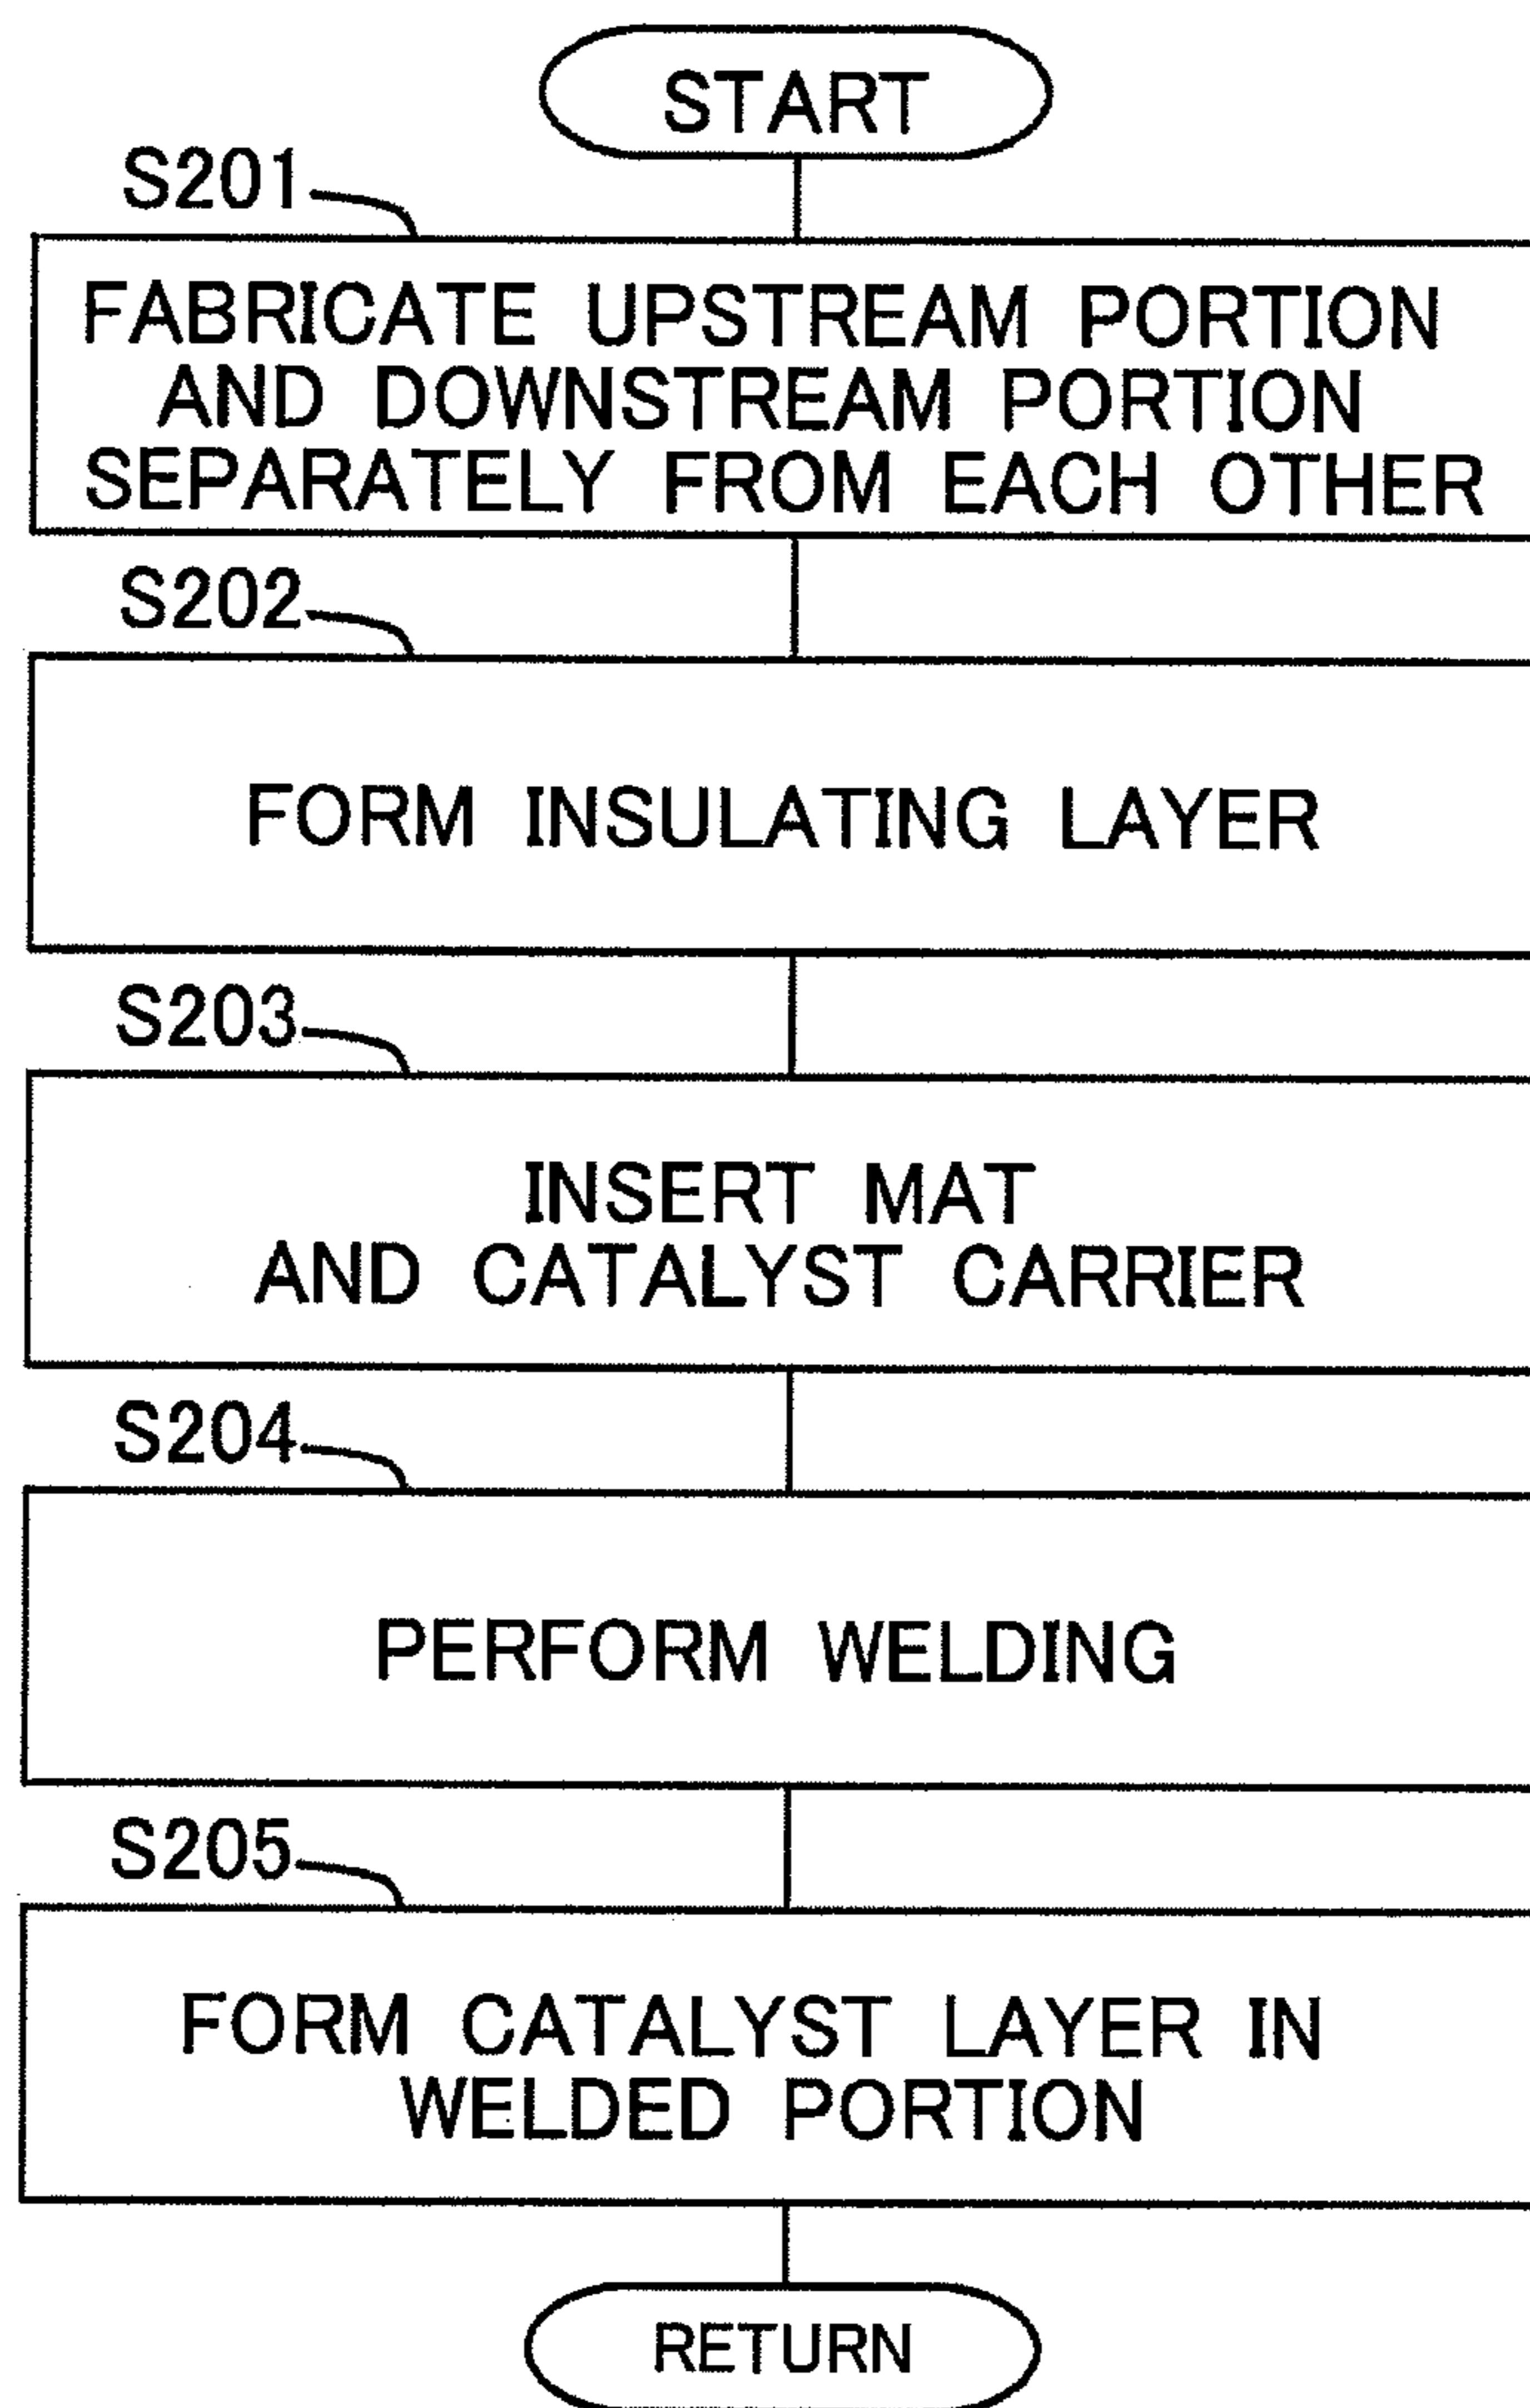 START
S201
FABRICATE UPSTREAM PORTION
AND DOWNSTREAM PORTION
SEPARATELY FROM EACH OTHER
S202
FORM INSULATING LAYER
S203
INSERT MAT
AND CATALYST CARRIER
S204
PERFORM WELDING
S205
FORM CATALYST LAYER IN
WELDED PORTION
RETURN